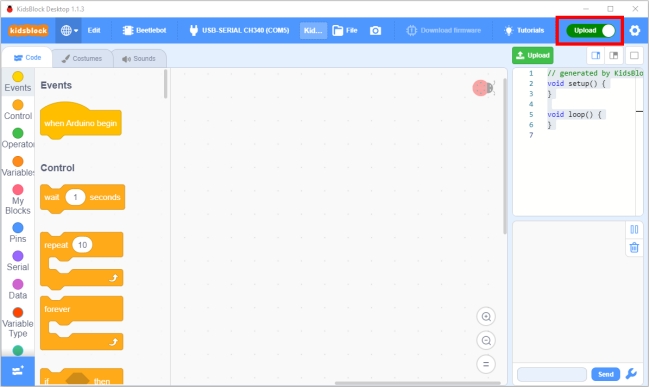 KidsBlock Desktop 1.1.3
kidsblock
Edit
Beetlebot
USB-SERIAL CH340 (COM5)
Kid...
File
Download firmware
Tutorials
Upload
Code
Costumes
Sounds
Upload
Events
Control
Operator
Variables
My
Blocks
Pins
Serial
Data
Variable
Type
Events
when Arduino begin
Control
wait 1 seconds
repeat 10
forever
if then
1 // generated by KidsBlo
2 void setup() {
3 }
4
5 void loop() {
6 }
7
Send